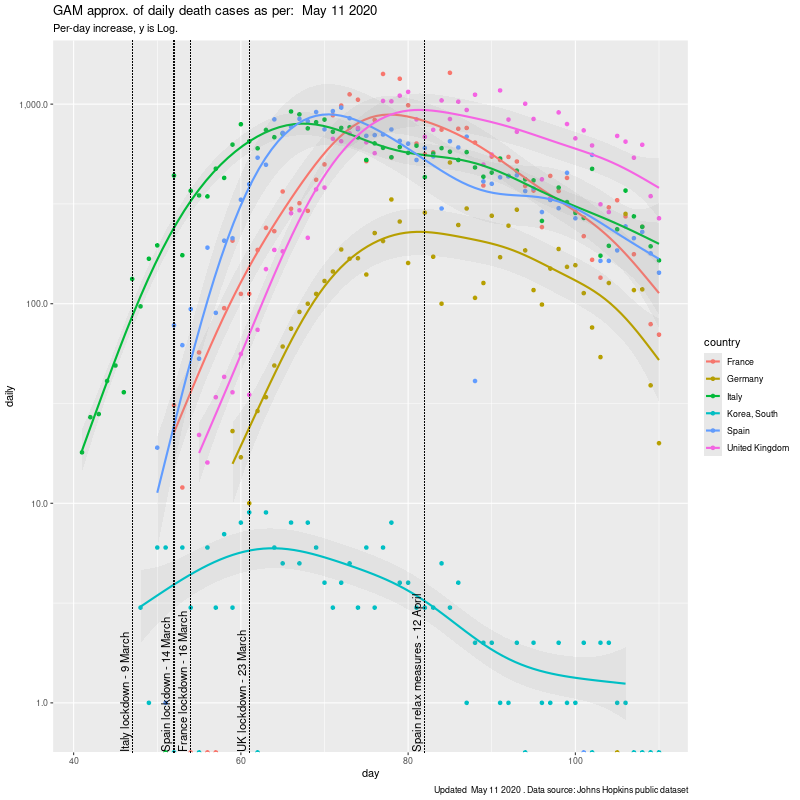 GAM approx. of daily death cases as per:  May 11 2020
Per-day increase, y is Log.
1,000.0
100.0
10.0
1.0
daily
Italy lockdown - 9 March
Spain lockdown - 14 March
France lockdown - 16 March
UK lockdown - 23 March
Spain relax measures - 12 April
40
60
80
100
day
country
France
Germany
Italy
Korea, South
Spain
United Kingdom
Updated  May 11 2020 . Data source: Johns Hopkins public dataset